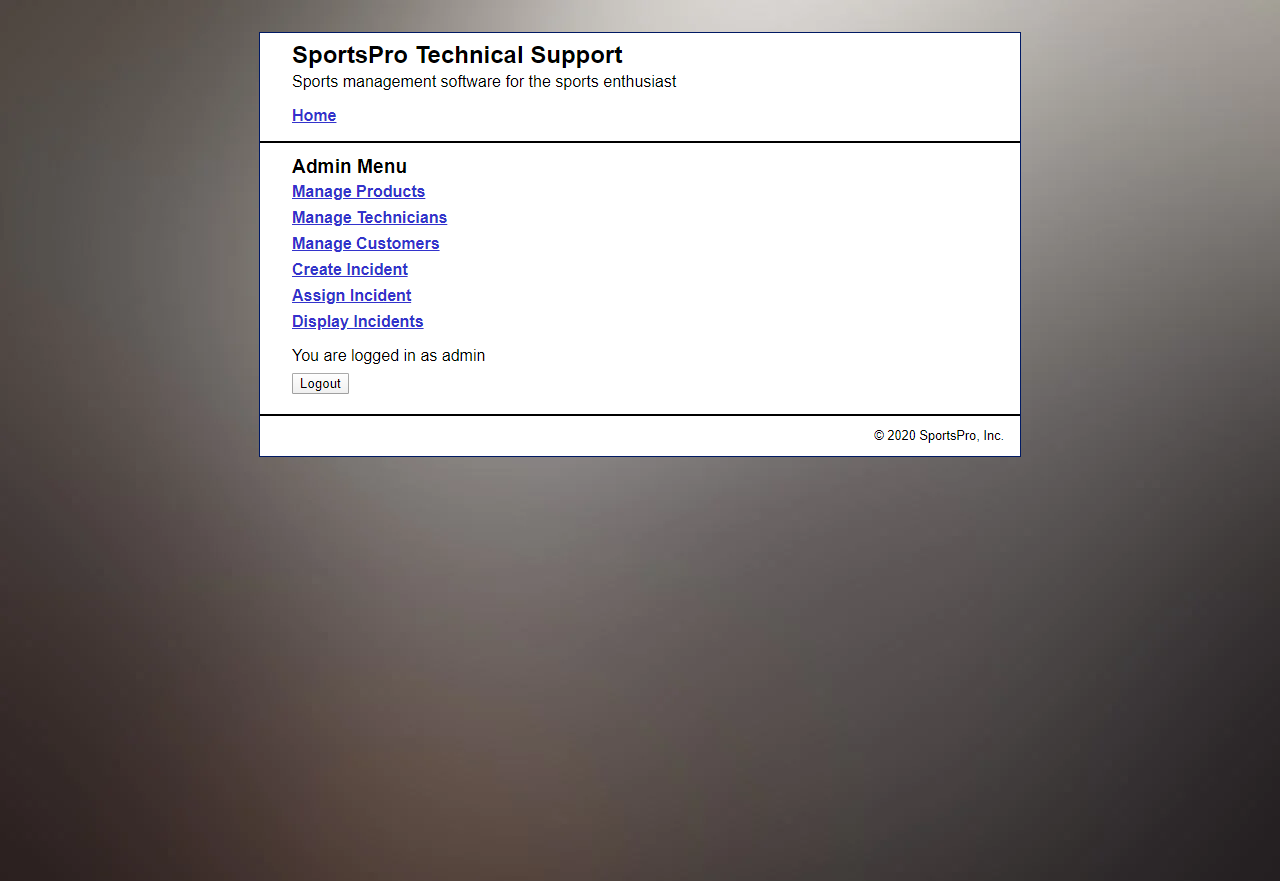 SportsPro Technical Support
Sports management software for the sports enthusiast
Home
Admin Menu
Manage Products
Manage Technicians
Manage Customers
Create Incident
Assign Incident
Display Incidents
You are logged in as admin
Logout
© 2020 SportsPro, Inc.